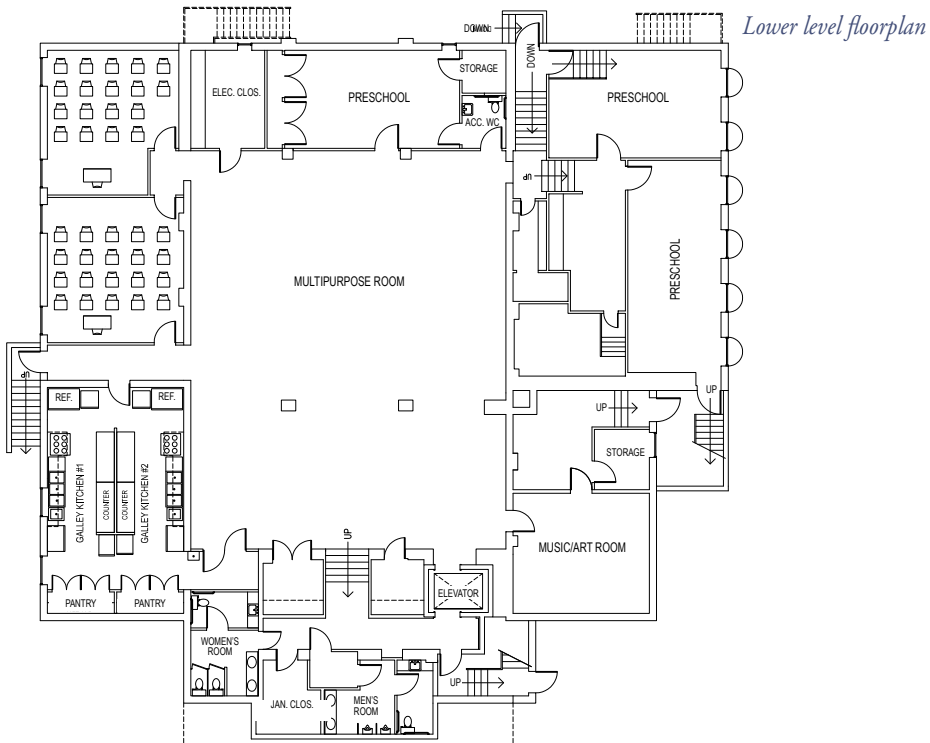 Lower level floorplan
DOWN
DOWN
STORAGE
ELEC. CLOS.
PRESCHOOL
PRESCHOOL
ACC. WC
UP
PRESCHOOL
MULTIPURPOSE ROOM
UP
REF.
REF.
UP
UP
STORAGE
GALLEY KITCHEN #1
COUNTER
COUNTER
GALLEY KITCHEN #2
UP
MUSIC/ART ROOM
ELEVATOR
PANTRY
PANTRY
WOMEN'S
ROOM
UP
JAN. CLOS.
MEN'S
ROOM